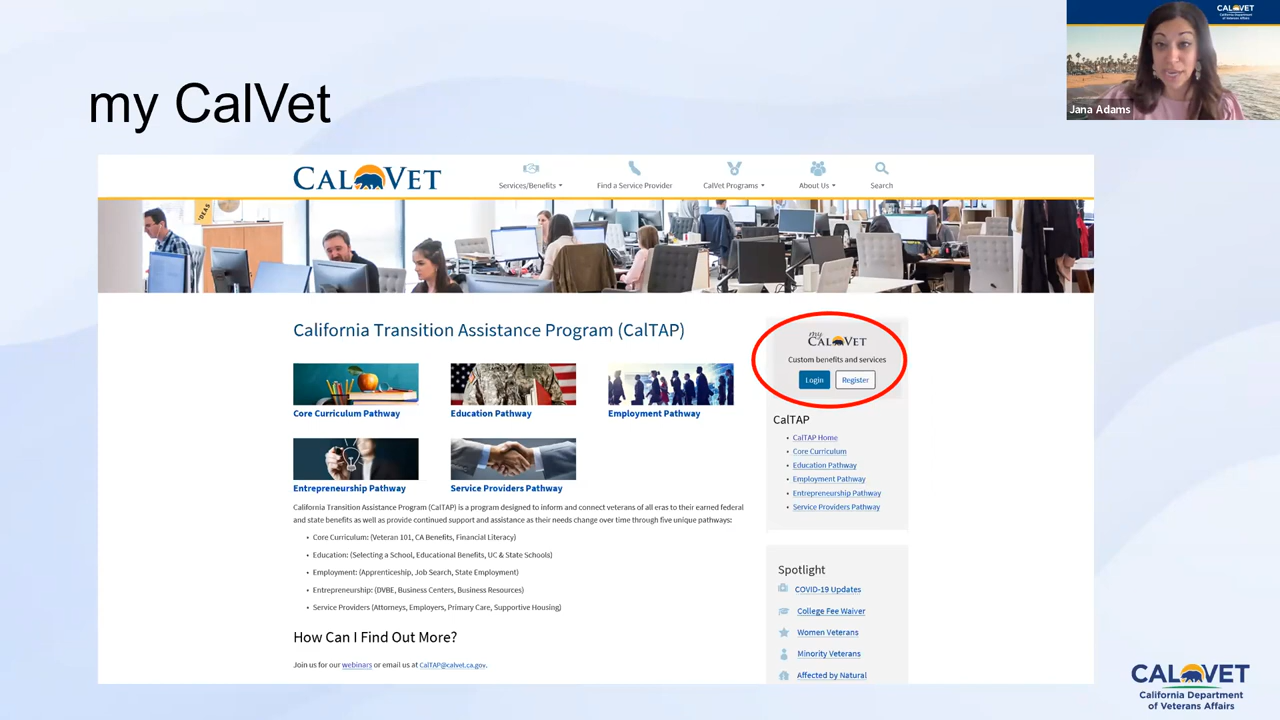 my CalVet
CALVET
California Department
of Veterans Affairs
Jana Adams
CALVET
Services/Benefits
Find a Service Provider
CalVet Programs
About Us
Search
IDEAS
California Transition Assistance Program (CalTAP)
Core Curriculum Pathway
Education Pathway
Employment Pathway
Entrepreneurship Pathway
Service Providers Pathway
California Transition Assistance Program (CalTAP) is a program designed to inform and connect veterans of all eras to their earned federal
and state benefits as well as provide continued support and assistance as their needs change over time through five unique pathways:
• Core Curriculum: (Veteran 101, CA Benefits, Financial Literacy)
• Education: (Selecting a School, Educational Benefits, UC & State Schools)
• Employment: (Apprenticeship, Job Search, State Employment)
• Entrepreneurship: (DVBE, Business Centers, Business Resources)
• Service Providers (Attorneys, Employers, Primary Care, Supportive Housing)
How Can I Find Out More?
Join us for our webinars or email us at CalTAP@calvet.ca.gov.
my
CALVET
Custom benefits and services
Login
Register
CalTAP
• CalTAP Home
• Core Curriculum
• Education Pathway
• Employment Pathway
• Entrepreneurship Pathway
• Service Providers Pathway
Spotlight
COVID-19 Updates
College Fee Waiver
Women Veterans
Minority Veterans
Affected by Natural
CALVET
California Department
of Veterans Affairs